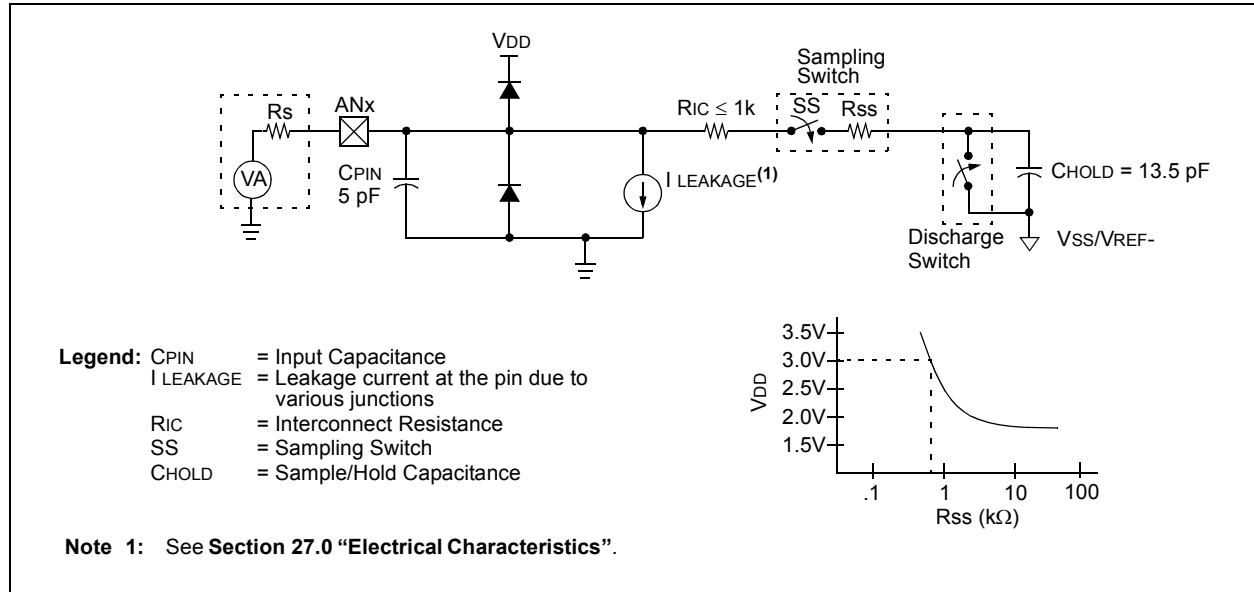 VDD
Sampling
Switch
Rs
ANx
RIC ≤ 1k
SS
Rss
VA
CPIN
5 pF
I LEAKAGE(1)
CHOLD = 13.5 pF
Discharge
Switch
VSS/VREF-
Legend: CPIN = Input Capacitance
I LEAKAGE = Leakage current at the pin due to
various junctions
RIC = Interconnect Resistance
SS = Sampling Switch
CHOLD = Sample/Hold Capacitance
VDD
3.5V
3.0V
2.5V
2.0V
1.5V
.1 1 10 100
Rss (kΩ)
Note 1: See Section 27.0 “Electrical Characteristics”.